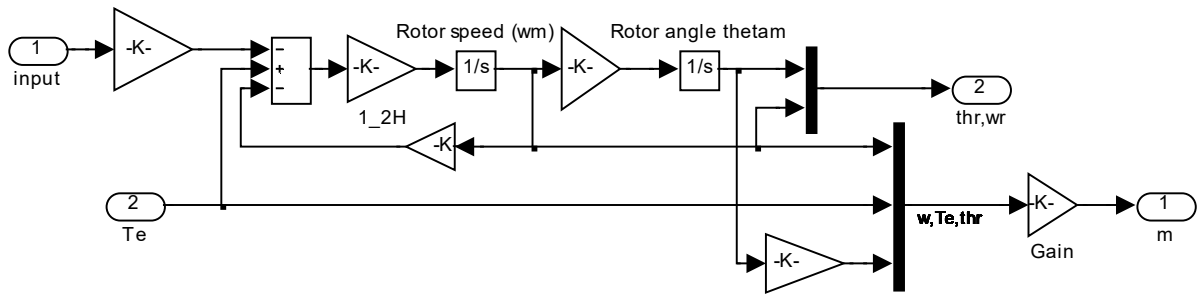 1
input
-K-
−
+
−
-K-
1_2H
Rotor speed (wm)
1/s
-K-
Rotor angle thetam
1/s
2
thr,wr
-K
2
Te
w,Te,thr
-K-
-K-
Gain
1
m